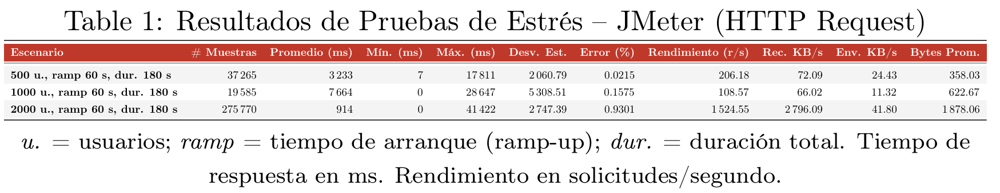 Table 1: Resultados de Pruebas de Estrés – JMeter (HTTP Request)
Escenario # Muestras Promedio (ms) Mín. (ms) Máx. (ms) Desv. Est. Error (%) Rendimiento (r/s) Rec. KB/s Env. KB/s Bytes Prom.
500 u., ramp 60 s, dur. 180 s 37 265 3 233 7 17 811 2 060.79 0.0215 206.18 72.09 24.43 358.03
1000 u., ramp 60 s, dur. 180 s 19 585 7 664 0 28 647 5 308.51 0.1575 108.57 66.02 11.32 622.67
2000 u., ramp 60 s, dur. 180 s 275 770 914 0 41 422 2 747.39 0.9301 1 524.55 2 796.09 41.80 1 878.06
u. = usuarios; ramp = tiempo de arranque (ramp-up); dur. = duración total. Tiempo de
respuesta en ms. Rendimiento en solicitudes/segundo.